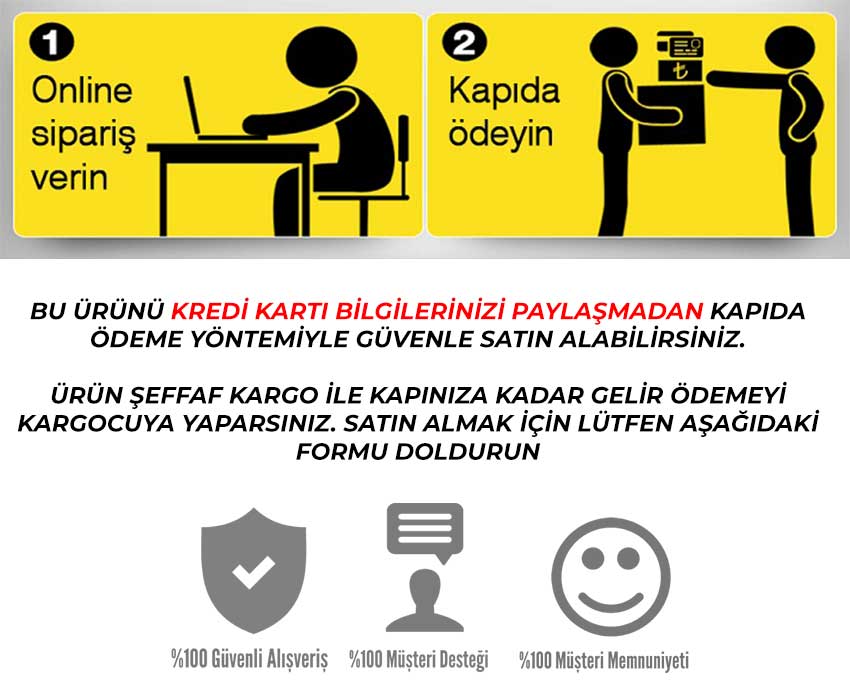 1
Online
sipariş
verin
2
Kapıda
ödeyin
₺
BU ÜRÜNÜ KREDİ KARTI BİLGİLERİNİZİ PAYLAŞMADAN KAPIDA
ÖDEME YÖNTEMİYLE GÜVENLE SATIN ALABİLİRSİNİZ.
ÜRÜN ŞEFFAF KARGO İLE KAPINIZA KADAR GELİR ÖDEMEYİ
KARGOCUYA YAPARSINIZ. SATIN ALMAK İÇİN LÜTFEN AŞAĞIDAKİ
FORMU DOLDURUN
%100 Güvenli Alışveriş
%100 Müşteri Desteği
%100 Müşteri Memnuniyeti